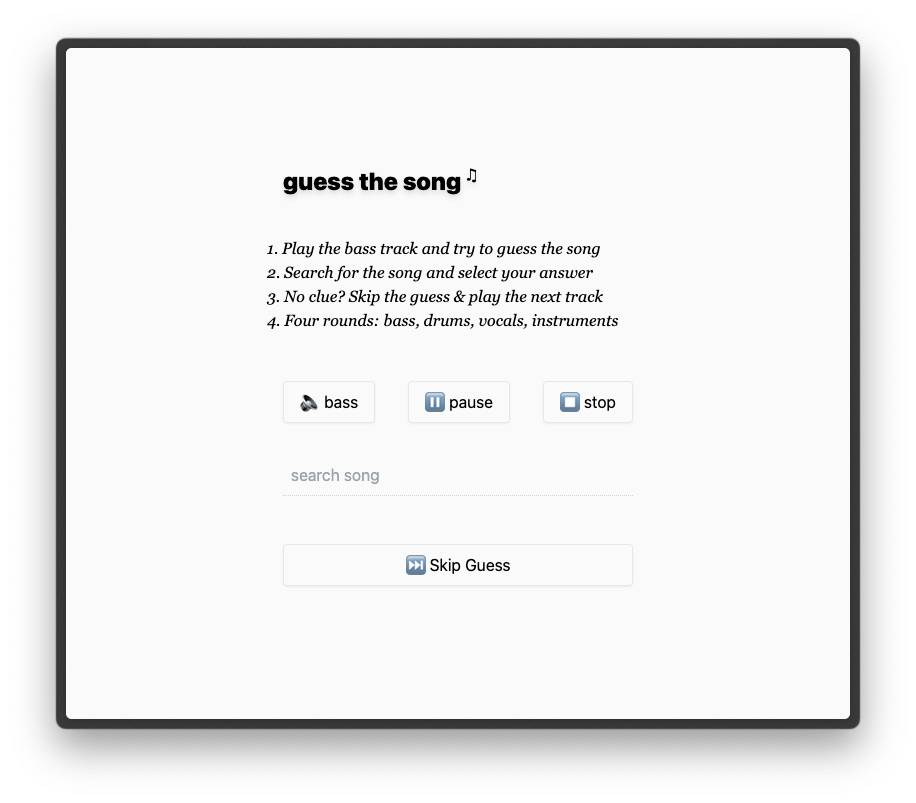 guess the song ♫
1. Play the bass track and try to guess the song
2. Search for the song and select your answer
3. No clue? Skip the guess & play the next track
4. Four rounds: bass, drums, vocals, instruments
bass pause stop
search song
Skip Guess